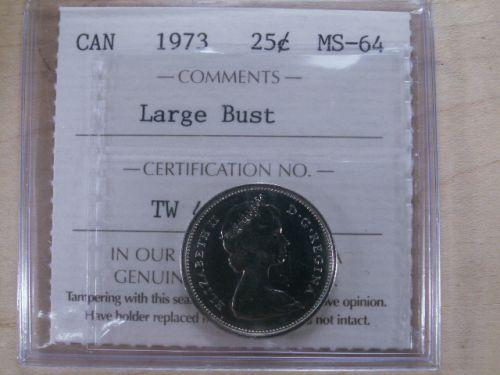 CAN 1973 25¢ MS-64
— COMMENTS —
Large Bust
— CERTIFICATION NO. —
TW
ELIZABETH II D·G·REGINA
IN OUR A
GENUIN
Tampering with this sea ve opinion.
Have holder replaced not intact.